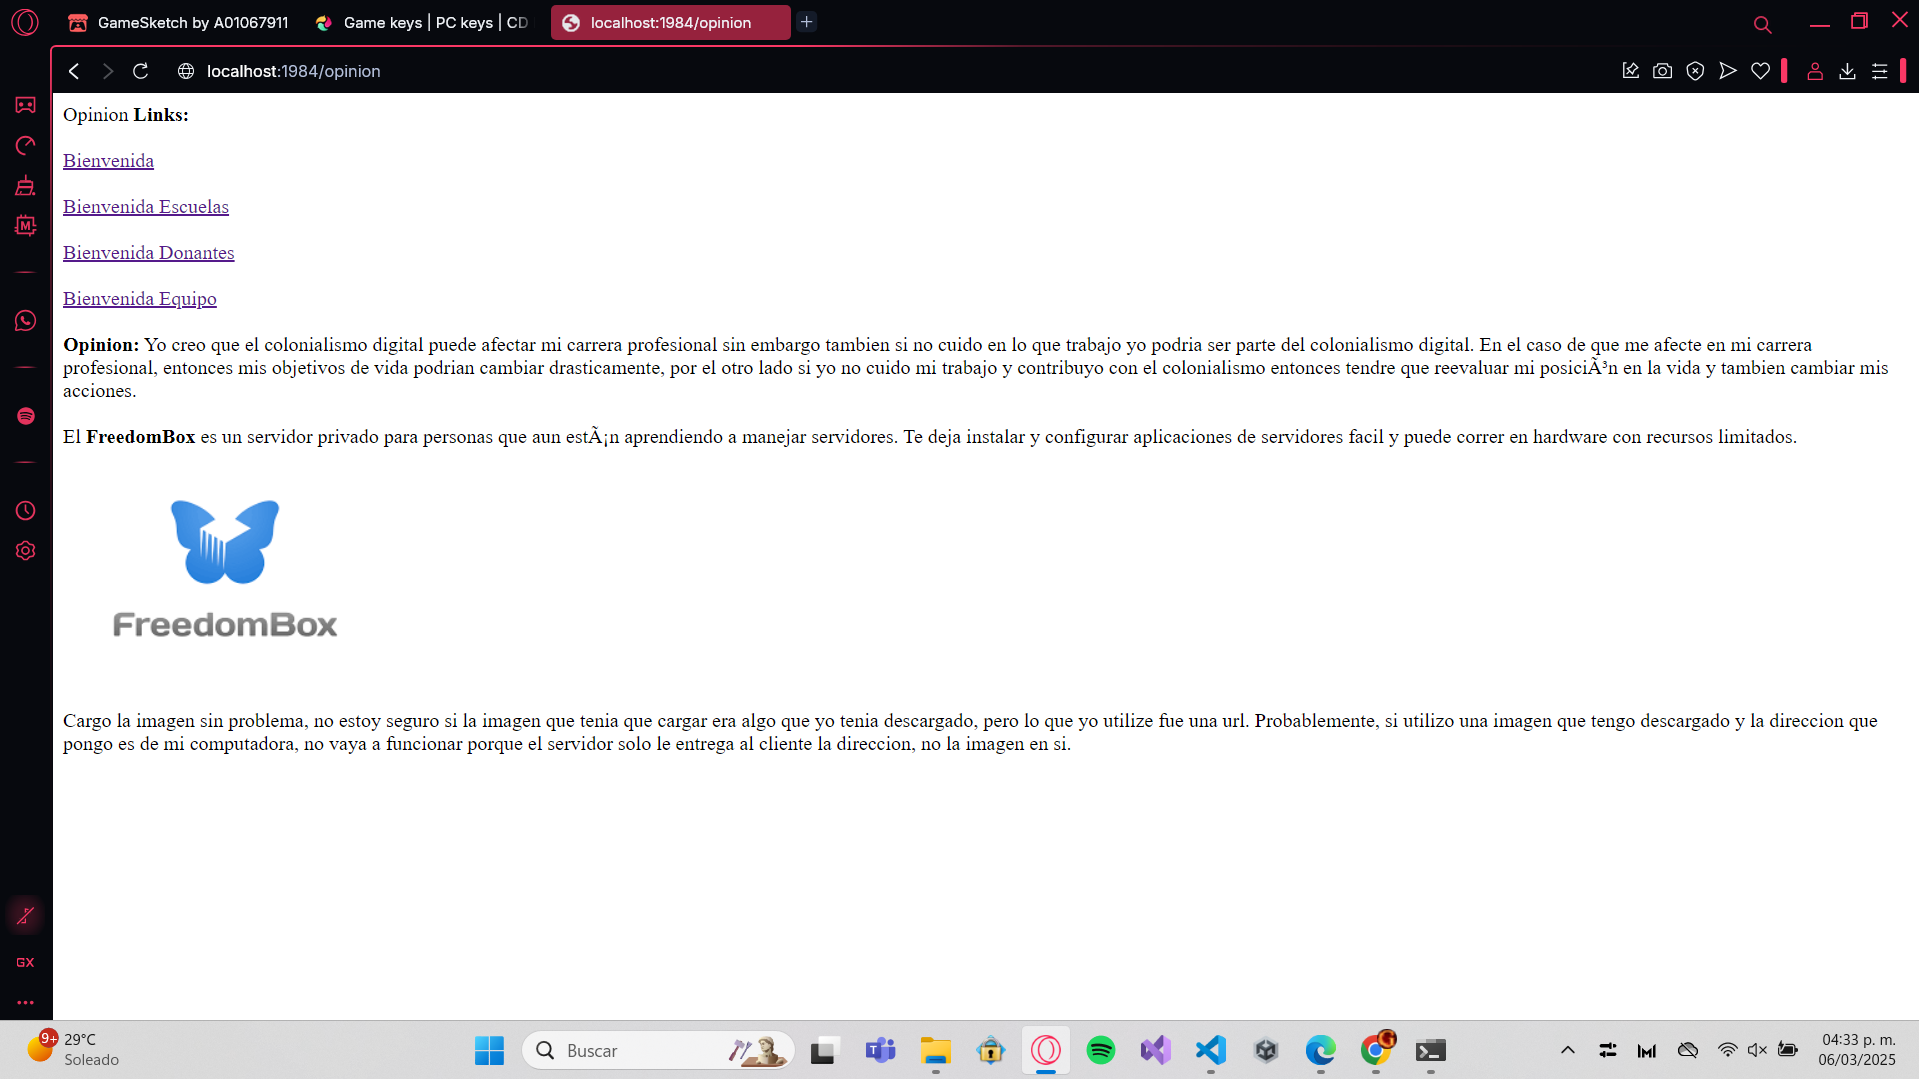 GameSketch by A01067911
Game keys | PC keys | CD
localhost:1984/opinion
localhost:1984/opinion
Opinion Links:
Bienvenida
Bienvenida Escuelas
Bienvenida Donantes
Bienvenida Equipo
Opinion: Yo creo que el colonialismo digital puede afectar mi carrera profesional sin embargo tambien si no cuido en lo que trabajo yo podria ser parte del colonialismo digital. En el caso de que me afecte en mi carrera
profesional, entonces mis objetivos de vida podrian cambiar drasticamente, por el otro lado si yo no cuido mi trabajo y contribuyo con el colonialismo entonces tendre que reevaluar mi posiciÃ³n en la vida y tambien cambiar mis
acciones.
El FreedomBox es un servidor privado para personas que aun estÃ¡n aprendiendo a manejar servidores. Te deja instalar y configurar aplicaciones de servidores facil y puede correr en hardware con recursos limitados.
FreedomBox
Cargo la imagen sin problema, no estoy seguro si la imagen que tenia que cargar era algo que yo tenia descargado, pero lo que yo utilize fue una url. Probablemente, si utilizo una imagen que tengo descargado y la direccion que
pongo es de mi computadora, no vaya a funcionar porque el servidor solo le entrega al cliente la direccion, no la imagen en si.
M
GX
9+
29°C
Soleado
Buscar
04:33 p. m.
06/03/2025